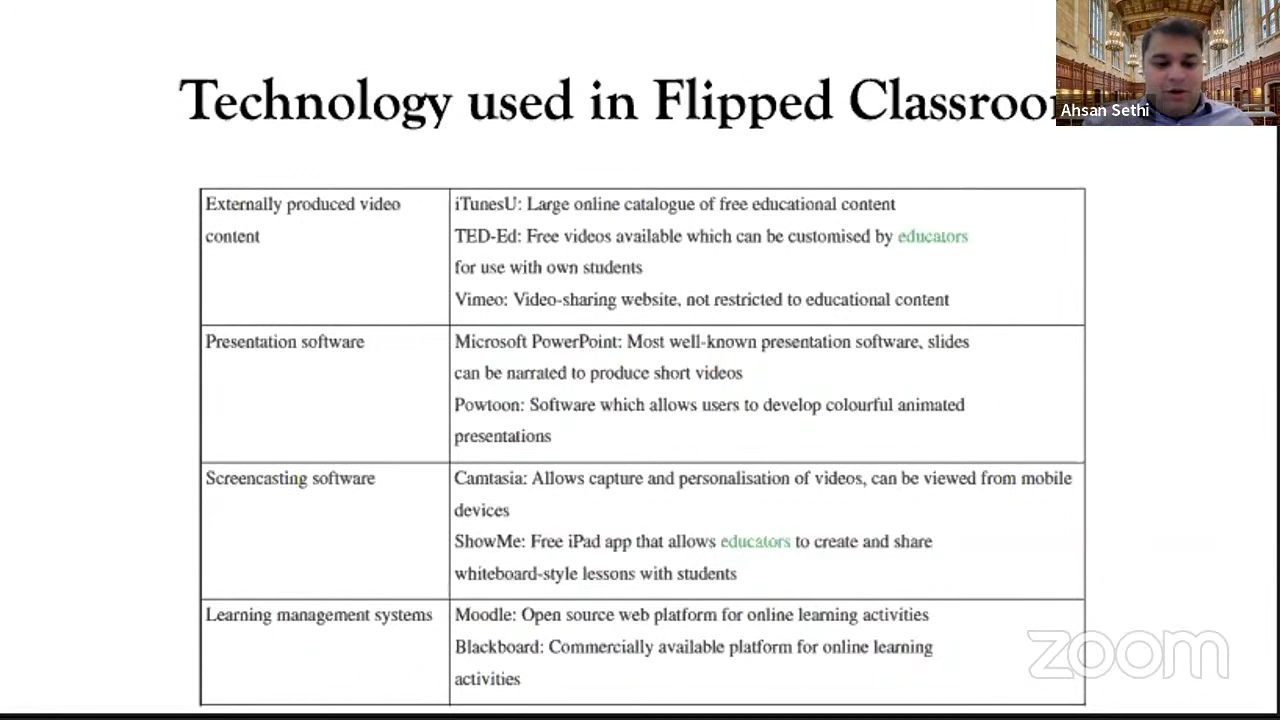 Technology used in Flipped Classroo
Ahsan Sethi
Externally produced video
content
iTunesU: Large online catalogue of free educational content
TED-Ed: Free videos available which can be customised by educators
for use with own students
Vimeo: Video-sharing website, not restricted to educational content
Presentation software
Microsoft PowerPoint: Most well-known presentation software, slides
can be narrated to produce short videos
Powtoon: Software which allows users to develop colourful animated
presentations
Screencasting software
Camtasia: Allows capture and personalisation of videos, can be viewed from mobile
devices
ShowMe: Free iPad app that allows educators to create and share
whiteboard-style lessons with students
Learning management systems
Moodle: Open source web platform for online learning activities
Blackboard: Commercially available platform for online learning
activities
zoom